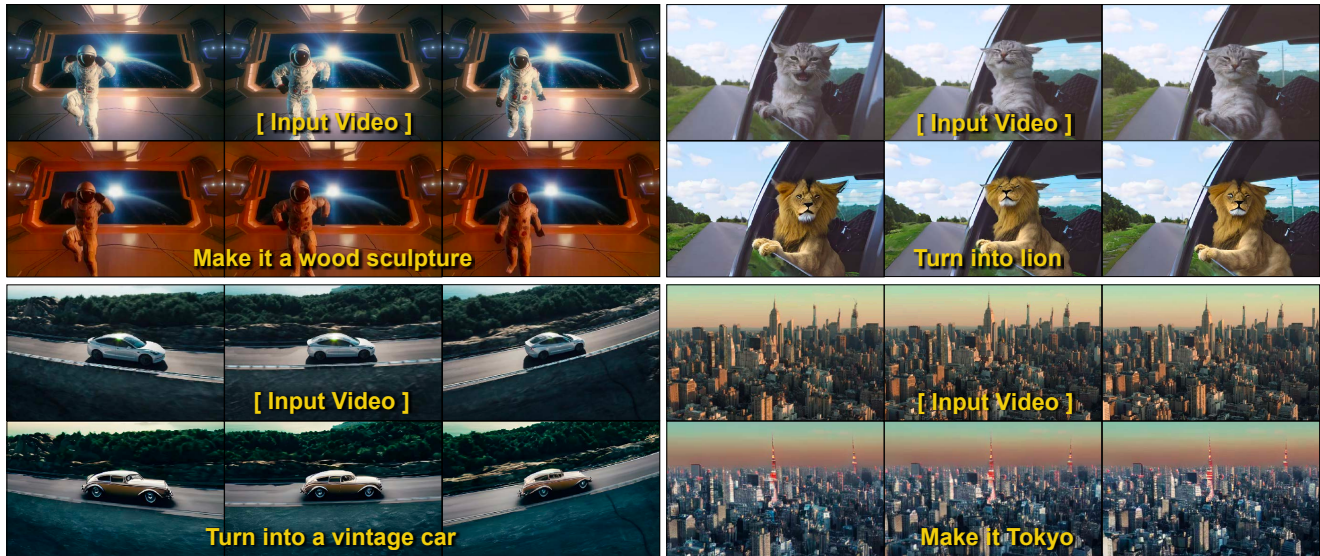 [ Input Video ]
Make it a wood sculpture
[ Input Video ]
Turn into lion
[ Input Video ]
Turn into a vintage car
[ Input Video ]
Make it Tokyo